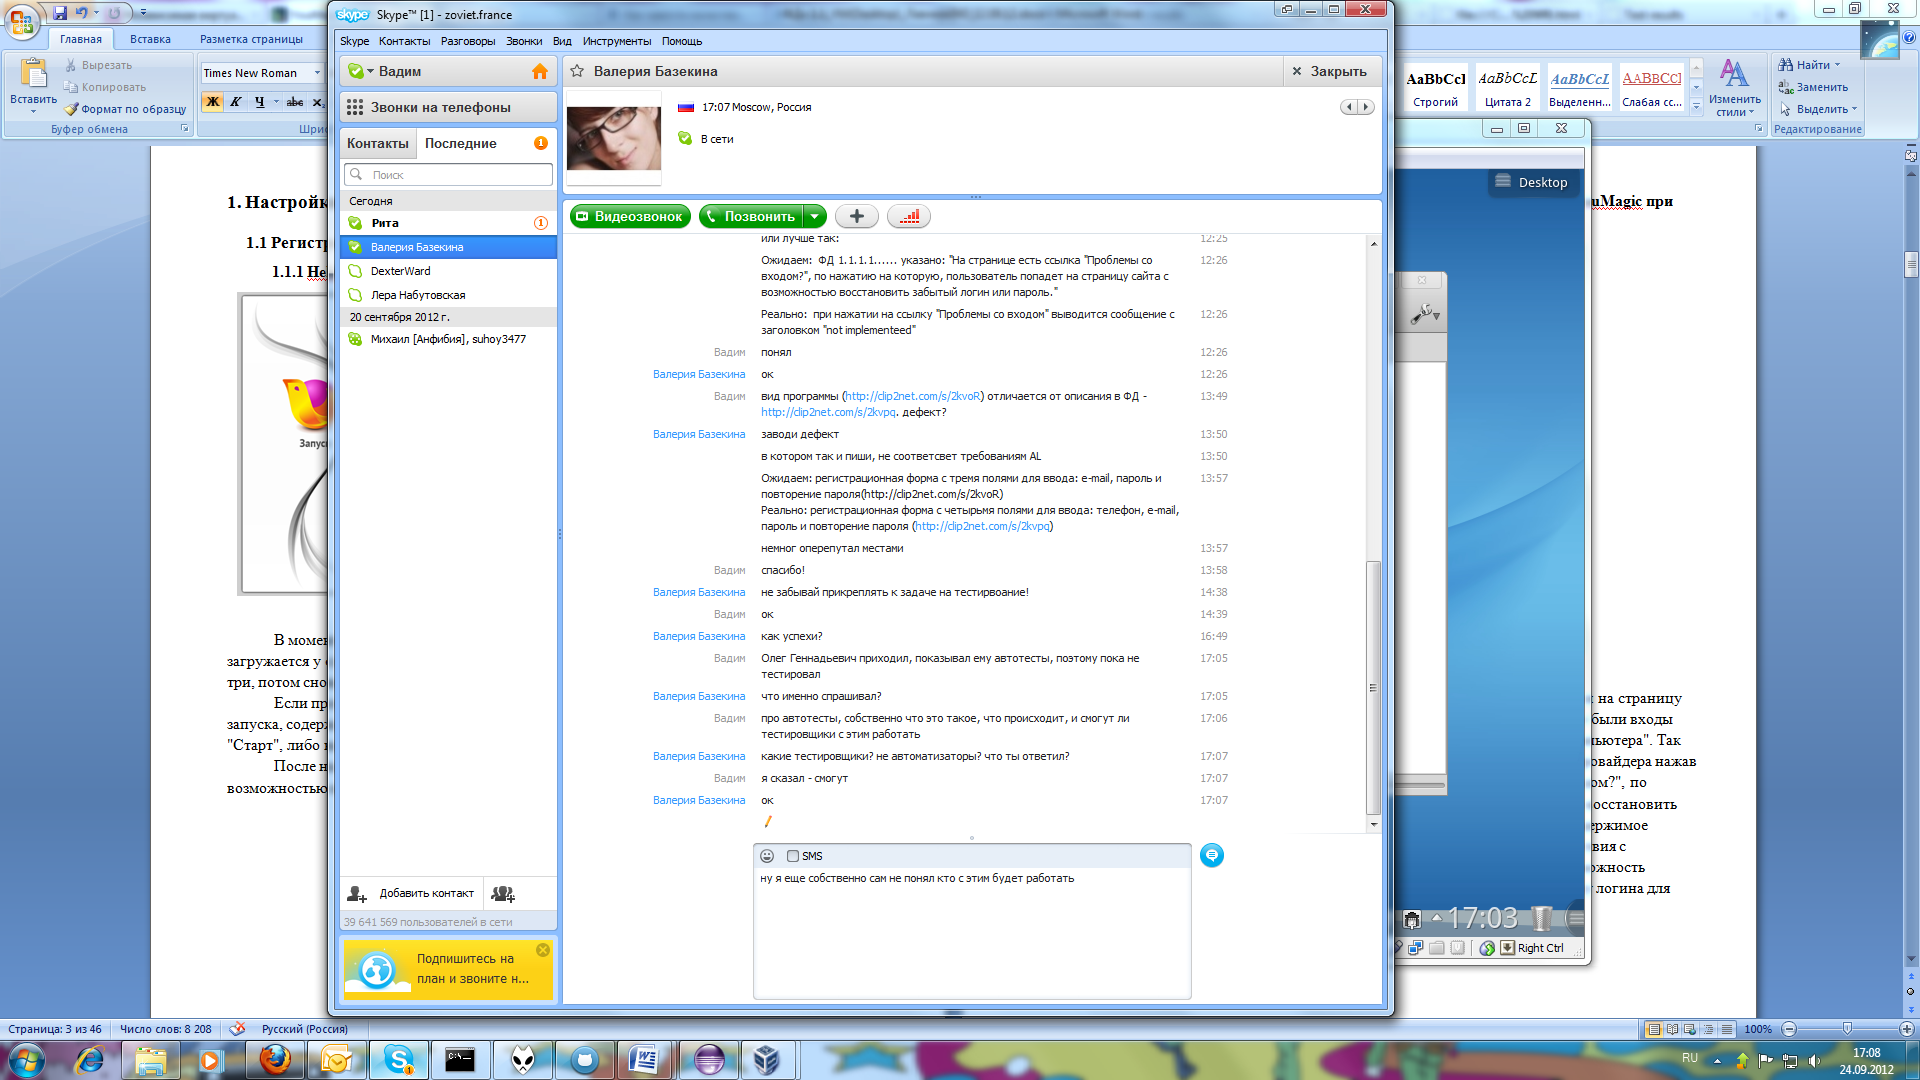 Главная
Вставка
Разметка страницы
Вставить
Вырезать
Копировать
Формат по образцу
Буфер обмена
Times New Roman
Ж К Ч abc x₂
Шри
Skype™ [1] - zoviet.france
Skype Контакты Разговоры Звонки Вид Инструменты Помощь
Вадим
Звонки на телефоны
Контакты
Последние
1
Поиск
Сегодня
Рита
1
Валерия Базекина
DexterWard
Лера Набутовская
20 сентября 2012 г.
Михаил [Анфибия], suhoy3477
Добавить контакт
39 641 569 пользователей в сети
Подпишитесь на
план и звоните н...
Валерия Базекина
Закрыть
17:07 Moscow, Россия
В сети
Видеозвонок
Позвонить
или лучше так: 12:25
Ожидаем: ФД 1.1.1.1...... указано: "На странице есть ссылка "Проблемы со 12:26
входом?", по нажатию на которую, пользователь попадет на страницу сайта с
возможностью восстановить забытый логин или пароль."
Реально: при нажатии на ссылку "Проблемы со входом" выводится сообщение с 12:26
заголовком "not implementeed"
Вадим понял 12:26
Валерия Базекина ок 12:26
Вадим вид программы (http://clip2net.com/s/2kvoR) отличается от описания в ФД - 13:49
http://clip2net.com/s/2kvpq. дефект?
Валерия Базекина заводи дефект 13:50
в котором так и пиши, не соответсвет требованиям AL 13:50
Ожидаем: регистрационная форма с тремя полями для ввода: e-mail, пароль и 13:57
повторение пароля(http://clip2net.com/s/2kvoR)
Реально: регистрационная форма с четырьмя полями для ввода: телефон, e-mail,
пароль и повторение пароля (http://clip2net.com/s/2kvpq)
немног оперепутал местами 13:57
Вадим спасибо! 13:58
Валерия Базекина не забывай прикреплять к задаче на тестирвоание! 14:38
Вадим ок 14:39
Валерия Базекина как успехи? 16:49
Вадим Олег Геннадьевич приходил, показывал ему автотесты, поэтому пока не 17:05
тестировал
Валерия Базекина что именно спрашивал? 17:05
Вадим про автотесты, собственно что это такое, что происходит, и смогут ли 17:06
тестировщики с этим работать
Валерия Базекина какие тестировщики? не автоматизаторы? что ты ответил? 17:07
Вадим я сказал - смогут 17:07
Валерия Базекина ок 17:07
SMS
ну я еще собственно сам не понял кто с этим будет работать
AaBbCcI
Строгий
AaBbCcL
Цитата 2
AaBbCcL
Выделенн...
AABBCCI
Слабая сс...
Изменить
стили
Найти
Заменить
Выделить
Редактирование
1. Настройк
uMagic при
1.1 Регистр
1.1.1 Не
Запус
В момен
загружается у
три, потом сно
Если пр
запуска, содер
"Старт", либо
После н
возможностью
на страницу
были входы
ьютера". Так
овайдера нажав
ом?", по
осстановить
ержимое
вия с
жность
логина для
Desktop
17:03
Right Ctrl
Страница: 3 из 46
Число слов: 8 208
Русский (Россия)
100%
C:\_
1
RU
17:08
24.09.2012